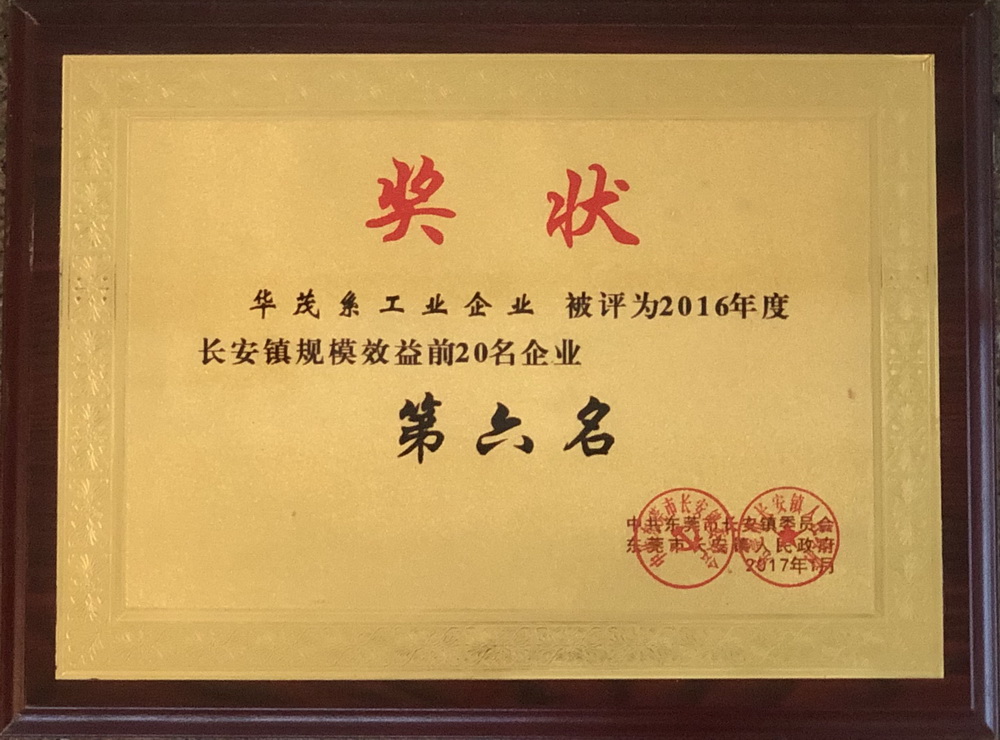 奖状
华茂系工业企业 被评为2016年度
长安镇规模效益前20名企业
第六名
中共东莞市长安镇委员会
东莞市长安镇人民政府
2017年1月